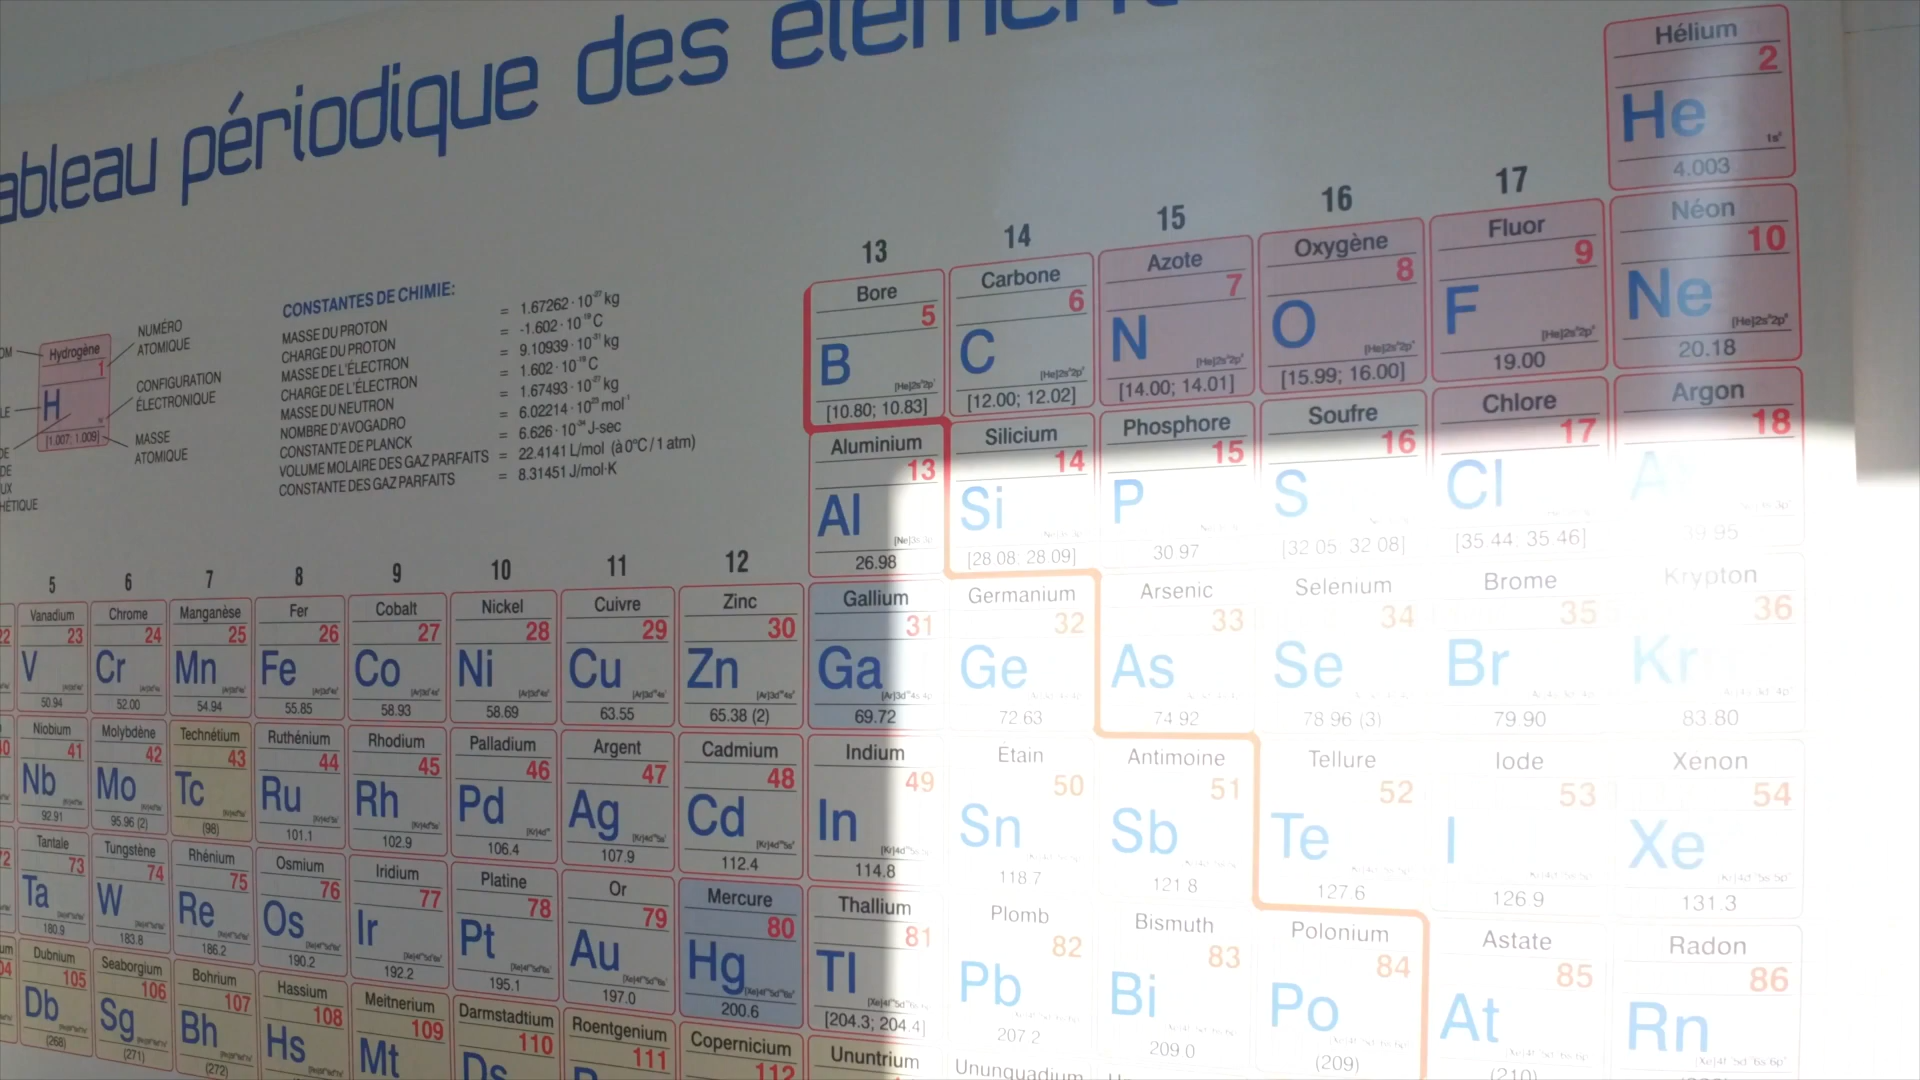 ableau périodique des élément
CONSTANTES DE CHIMIE:
MASSE DU PROTON = 1.67262·10⁻²⁷ kg
CHARGE DU PROTON = -1.602·10⁻¹⁹ C
MASSE DE L'ÉLECTRON = 9.10939·10⁻³¹ kg
CHARGE DE L'ÉLECTRON = 1.602·10⁻¹⁹ C
MASSE DU NEUTRON = 1.67493·10⁻²⁷ kg
NOMBRE D'AVOGADRO = 6.02214·10²³ mol⁻¹
CONSTANTE DE PLANCK = 6.626·10⁻³⁴ J-sec
VOLUME MOLAIRE DES GAZ PARFAITS = 22.4141 L/mol (à 0°C / 1 atm)
CONSTANTE DES GAZ PARFAITS = 8.31451 J/mol·K
NUMÉRO
ATOMIQUE
CONFIGURATION
ÉLECTRONIQUE
MASSE
ATOMIQUE
Hydrogène
1
H
[1.007; 1.009]
Hélium
2
He
1s²
4.003
13 14 15 16 17
Bore Carbone Azote Oxygène Fluor Néon
5 6 7 8 9 10
B C N O F Ne
[10.80; 10.83] [12.00; 12.02] [14.00; 14.01] [15.99; 16.00] 19.00 20.18
Aluminium Silicium Phosphore Soufre Chlore Argon
13 14 15 16 17 18
Al Si P S Cl A
26.98 [28 08; 28 09] 30 97 [32 05 32 08] [35 44; 35.46] 39 95
5 6 7 8 9 10 11 12
Vanadium Chrome Manganèse Fer Cobalt Nickel Cuivre Zinc Gallium Germanium Arsenic Selenium Brome Krypton
22 23 24 25 26 27 28 29 30 31 32 33 34 35 36
V Cr Mn Fe Co Ni Cu Zn Ga Ge As Se Br Kr
50.94 52.00 54.94 55.85 58.93 58.69 63.55 65.38 (2) 69.72 72 63 74 92 78 96 (3) 79 90 83.80
Niobium Molybdène Technétium Ruthénium Rhodium Palladium Argent Cadmium Indium Étain Antimoine Tellure Iode Xénon
40 41 42 43 44 45 46 47 48 49 50 51 52 53 54
Nb Mo Tc Ru Rh Pd Ag Cd In Sn Sb Te I Xe
92.91 95.96 (2) (98) 101.1 102.9 106.4 107.9 112.4 114.8 118.7 121 8 127.6 126 9 131.3
Tantale Tungstène Rhénium Osmium Iridium Platine Or Mercure Thallium Plomb Bismuth Polonium Astate Radon
72 73 74 75 76 77 78 79 80 81 82 83 84 85 86
Ta W Re Os Ir Pt Au Hg Tl Pb Bi Po At Rn
180.9 183.8 186.2 190.2 192.2 195.1 197.0 200.6 [204.3; 204.4] 207 2 209 0 (209) (210)
Dubnium Seaborgium Bohrium Hassium Meitnerium Darmstadtium Roentgenium Copernicium Ununtrium Ununquadium
105 106 107 108 109 110 111 112
Db Sg Bh Hs Mt Ds
(268) (271) (272)